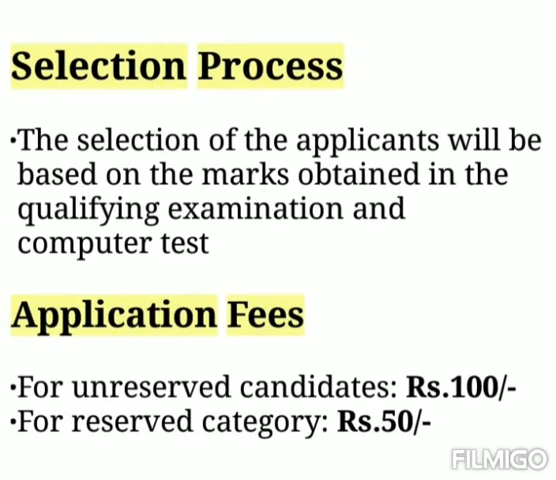 Selection Process
•The selection of the applicants will be
based on the marks obtained in the
qualifying examination and
computer test
Application Fees
•For unreserved candidates: Rs.100/-
•For reserved category: Rs.50/-
FILMIGO